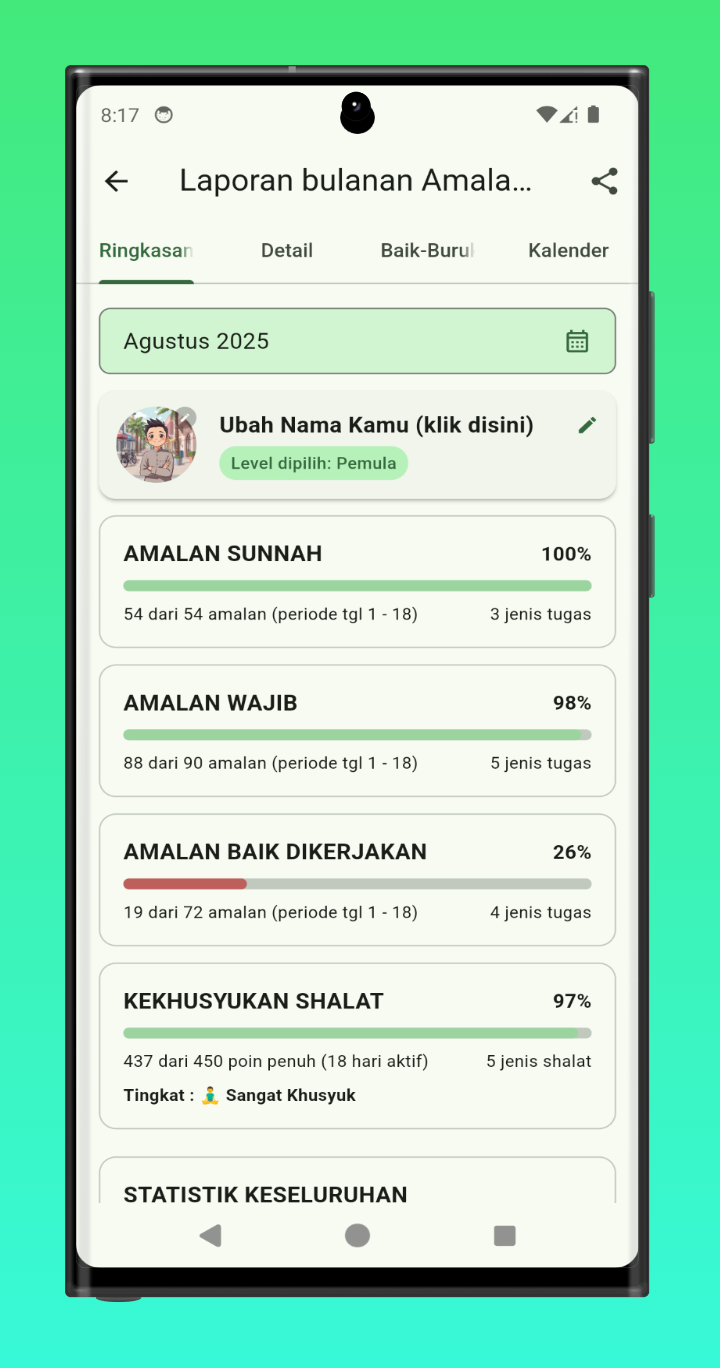 8:17
Laporan bulanan Amala...
Ringkasan Detail Baik-Buru Kalender
Agustus 2025
Ubah Nama Kamu (klik disini)
Level dipilih: Pemula
AMALAN SUNNAH 100%
54 dari 54 amalan (periode tgl 1 - 18) 3 jenis tugas
AMALAN WAJIB 98%
88 dari 90 amalan (periode tgl 1 - 18) 5 jenis tugas
AMALAN BAIK DIKERJAKAN 26%
19 dari 72 amalan (periode tgl 1 - 18) 4 jenis tugas
KEKHUSYUKAN SHALAT 97%
437 dari 450 poin penuh (18 hari aktif) 5 jenis shalat
Tingkat : 🧘‍♂️ Sangat Khusyuk
STATISTIK KESELURUHAN